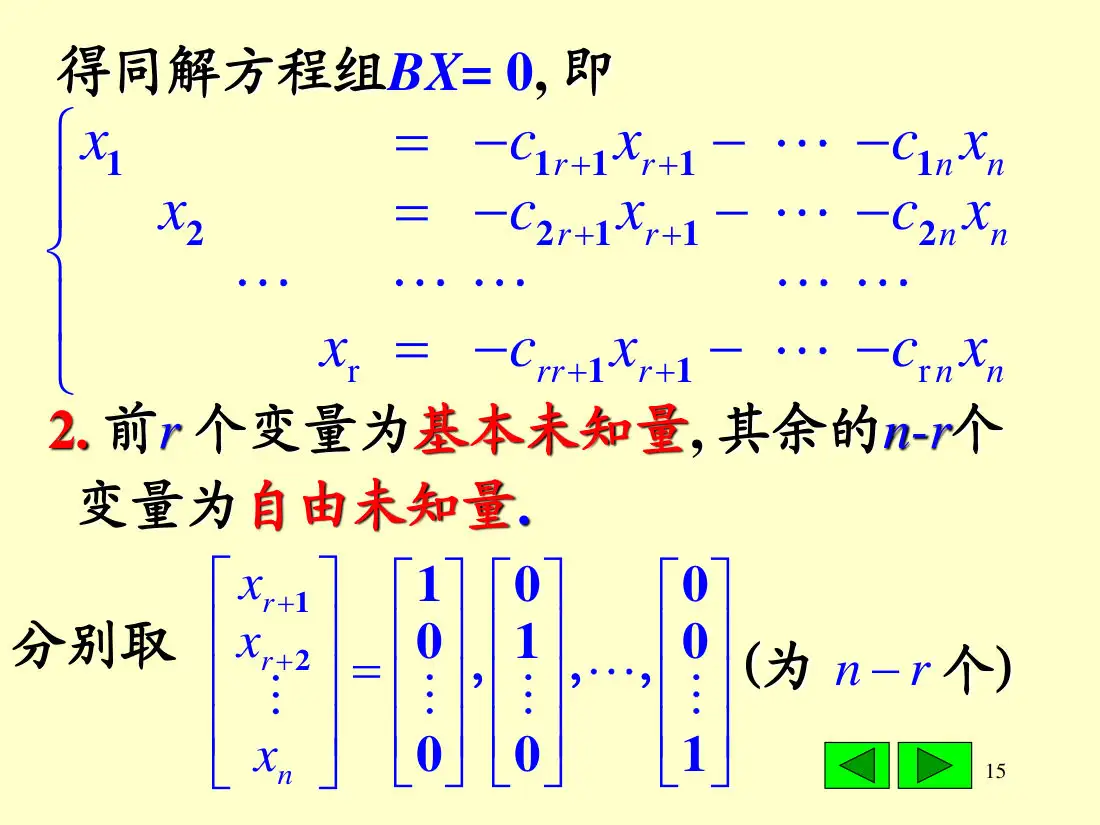 得同解方程组BX= 0, 即
x₁ = −c₁ᵣ₊₁xᵣ₊₁ − ⋯ −c₁ₙxₙ
x₂ = −c₂ᵣ₊₁xᵣ₊₁ − ⋯ −c₂ₙxₙ
⋯ ⋯ ⋯ ⋯ ⋯
xᵣ = −cᵣᵣ₊₁xᵣ₊₁ − ⋯ −cᵣₙxₙ
2. 前r 个变量为基本未知量, 其余的n-r个
变量为自由未知量.
分别取 [xᵣ₊₁ xᵣ₊₂ ⋮ xₙ] = [1 0 ⋮ 0], [0 1 ⋮ 0], ⋯, [0 0 ⋮ 1] (为 n − r 个)
15